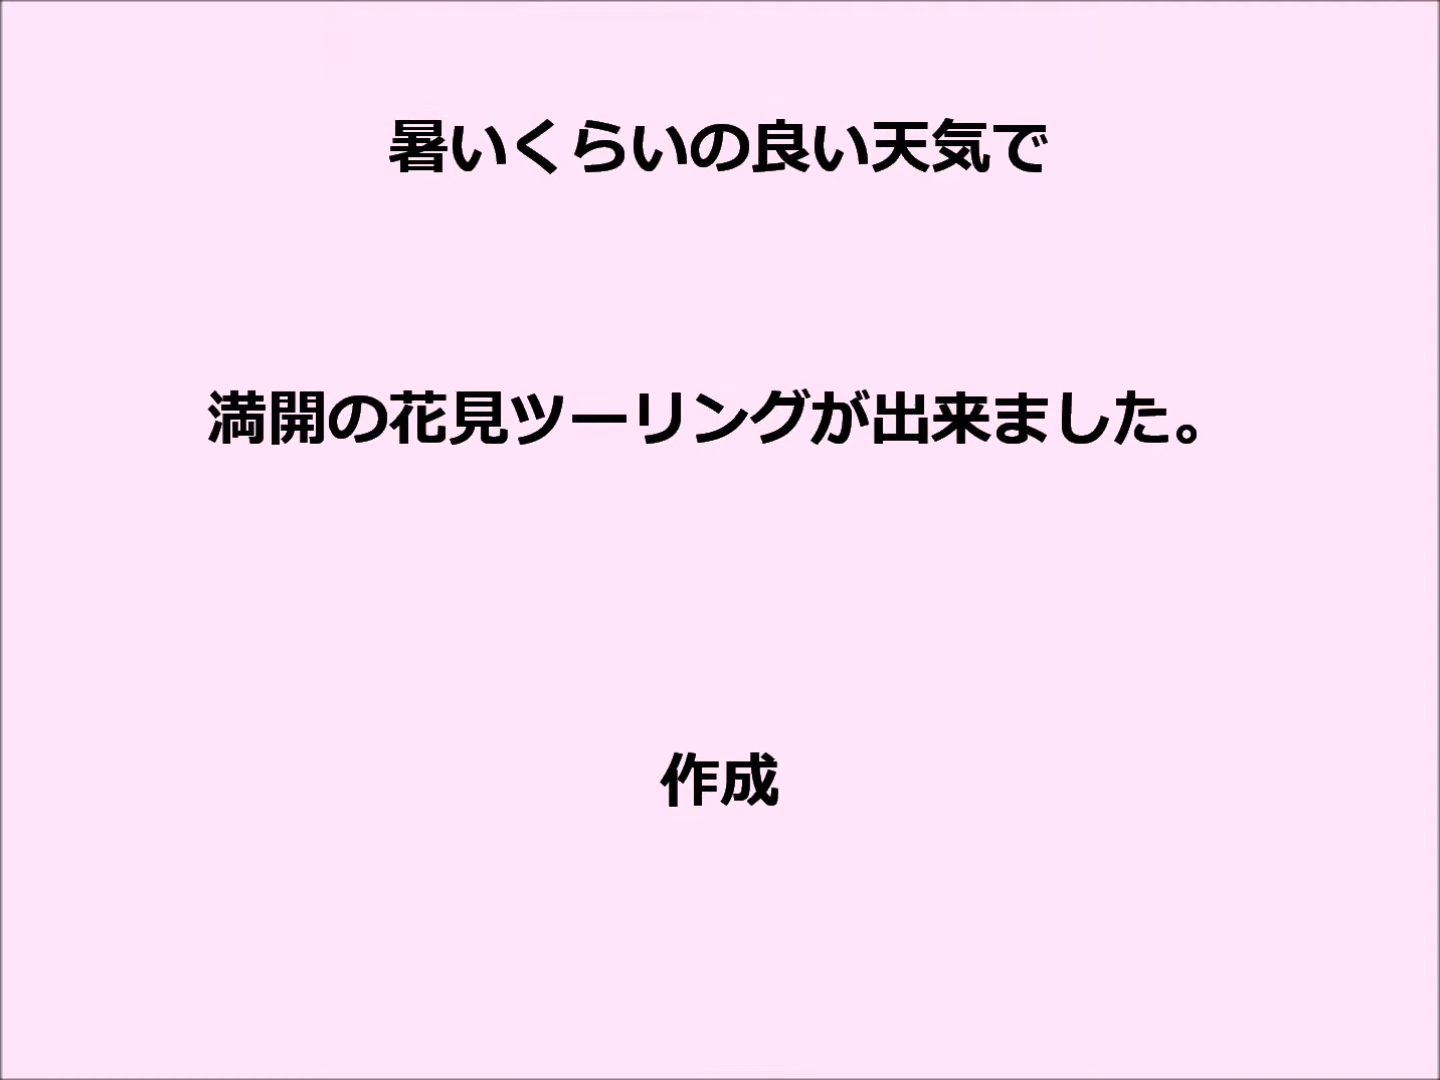 暑いくらいの良い天気で
満開の花見ツーリングが出来ました。
作成